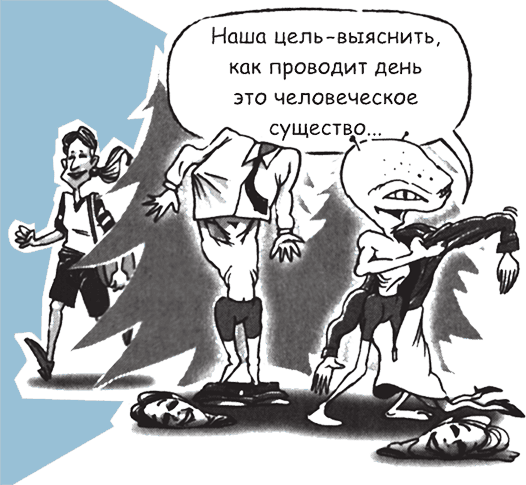 Наша цель-выяснить,
как проводит день
это человеческое
существо...